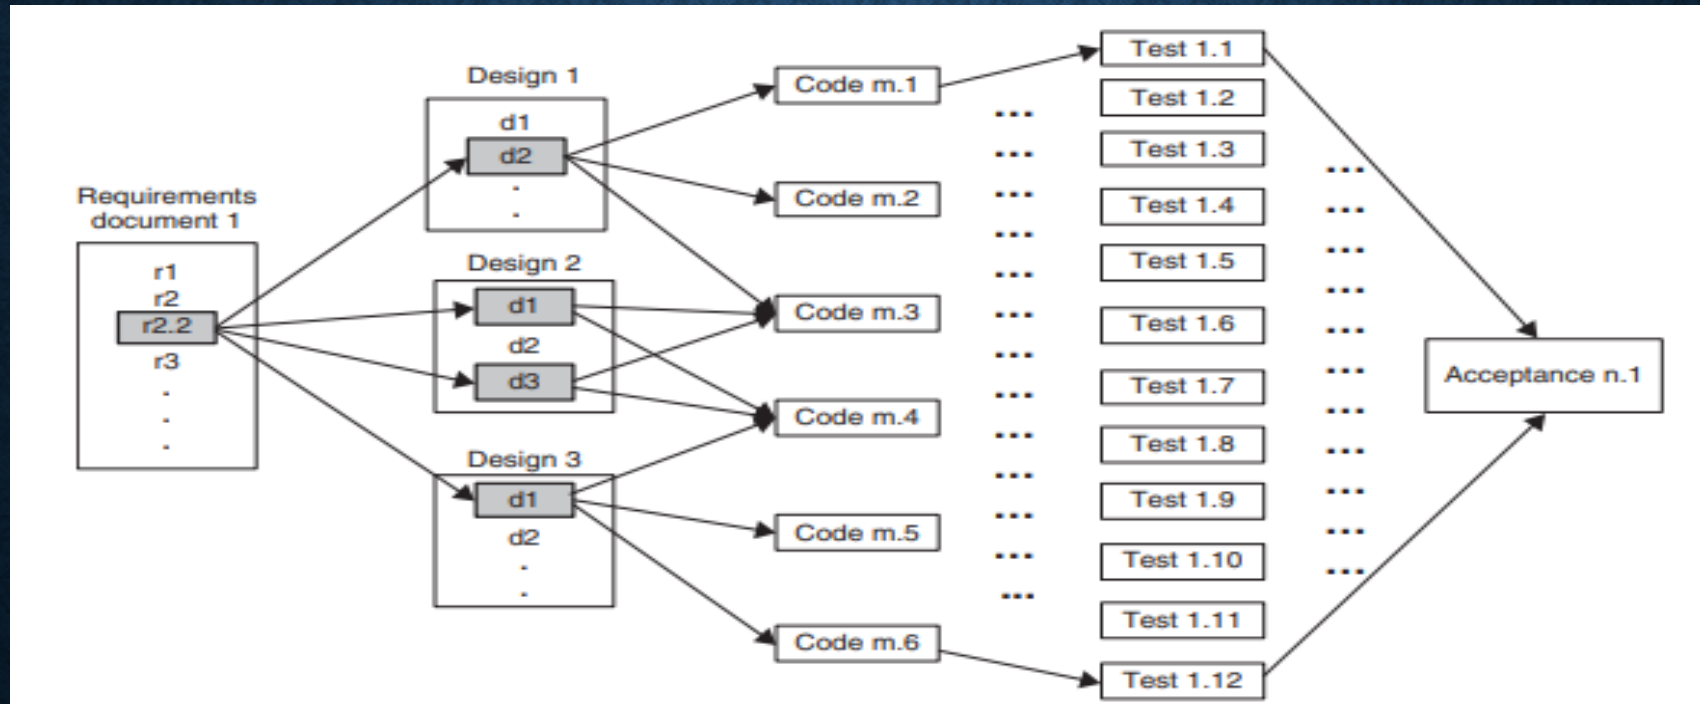 Requirements
document 1
r1
r2
r2.2
r3
.
.
.
Design 1
d1
d2
.
.
Design 2
d1
d2
d3
Design 3
d1
d2
.
.
Code m.1
Code m.2
Code m.3
Code m.4
Code m.5
Code m.6
...
...
...
...
...
...
...
...
...
...
...
...
...
Test 1.1
Test 1.2
Test 1.3
Test 1.4
Test 1.5
Test 1.6
Test 1.7
Test 1.8
Test 1.9
Test 1.10
Test 1.11
Test 1.12
...
...
...
...
...
...
...
...
...
...
...
Acceptance n.1